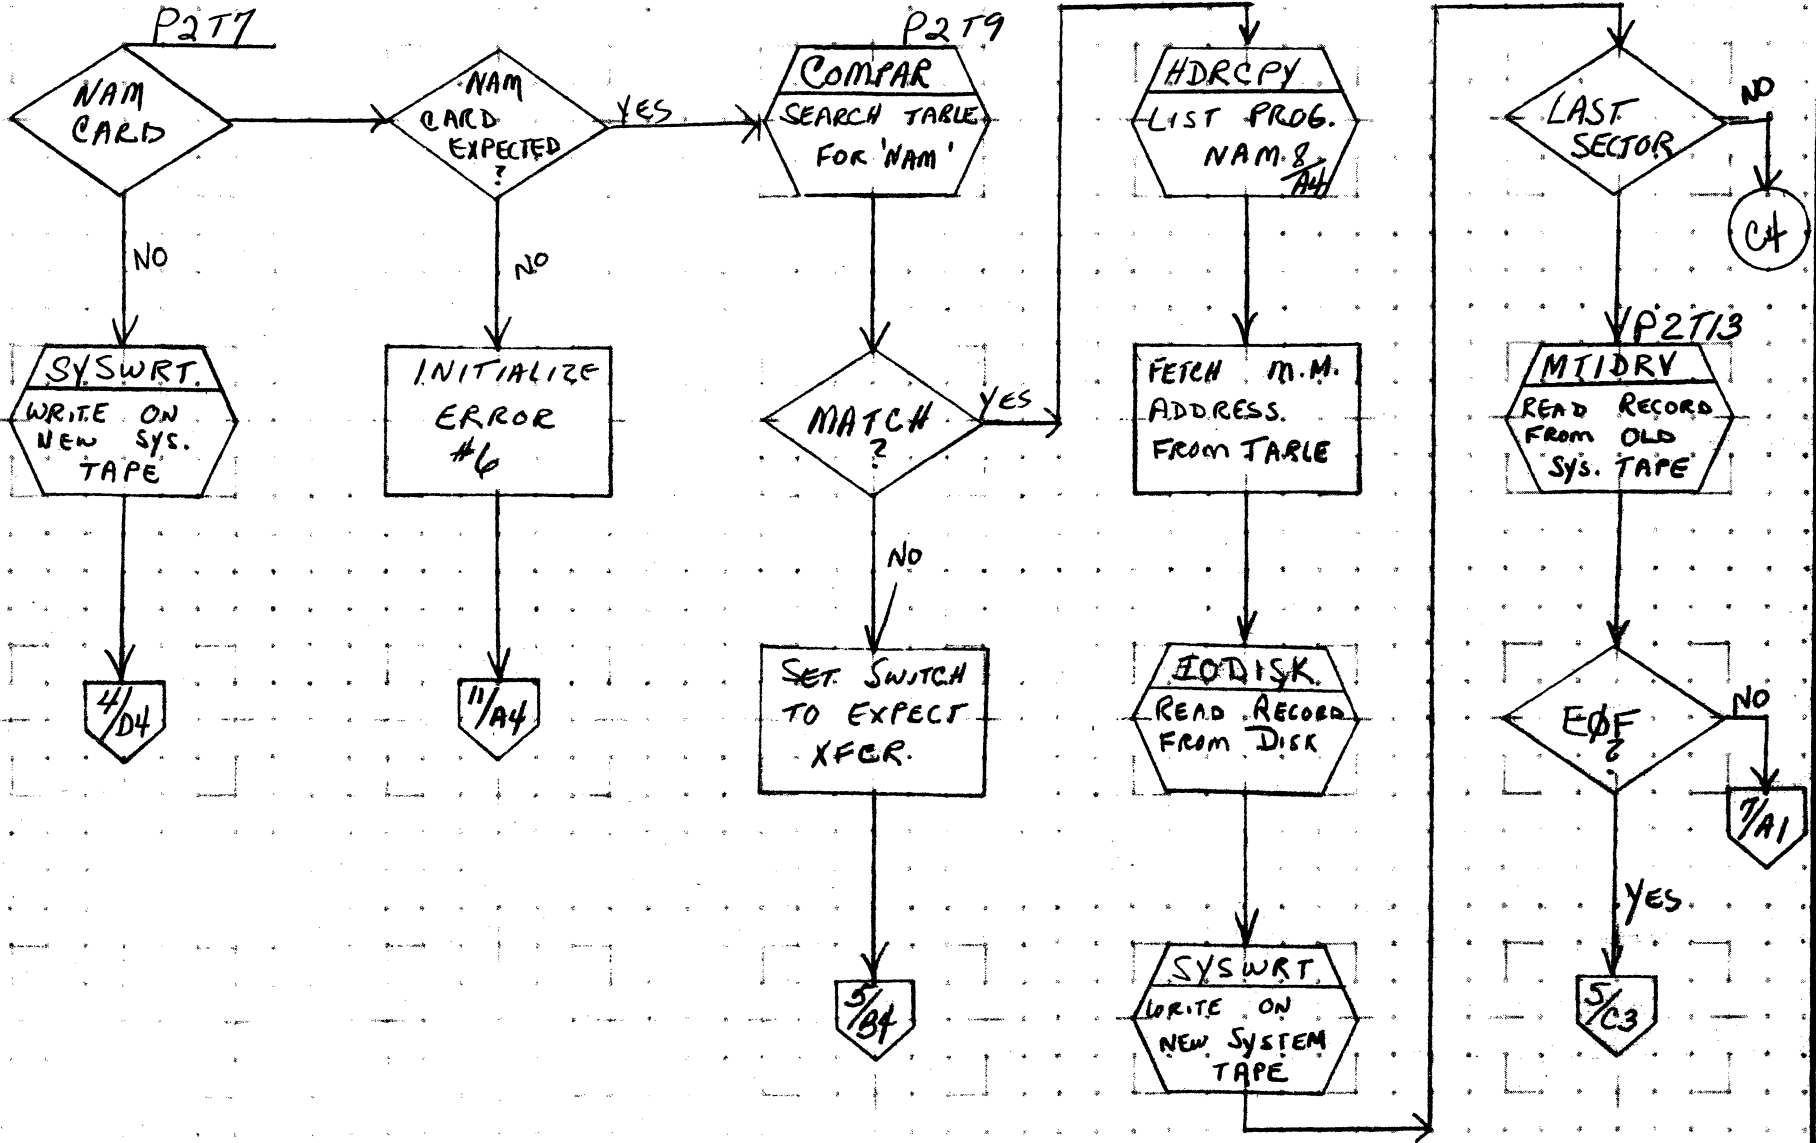 P2T7
NAM
CARD
NO
SYSWRT.
WRITE ON
NEW SYS.
TAPE
4/D4
NAM
CARD
EXPECTED
?
YES
NO
INITIALIZE
ERROR
#6
11/A4
P2T9
COMPAR
SEARCH TABLE
FOR 'NAM'
MATCH
?
YES
NO
SET SWITCH
TO EXPECT
XFER.
5/B4
HDRCPY
LIST PROG.
NAM. 8/A4
FETCH M.M.
ADDRESS.
FROM TABLE
IODISK
READ RECORD
FROM DISK
SYSWRT
WRITE ON
NEW SYSTEM
TAPE
LAST
SECTOR
NO
C4
P2T13
MTIDRV
READ RECORD
FROM OLD
SYS. TAPE
EØF
?
NO
7/A1
YES
5/C3